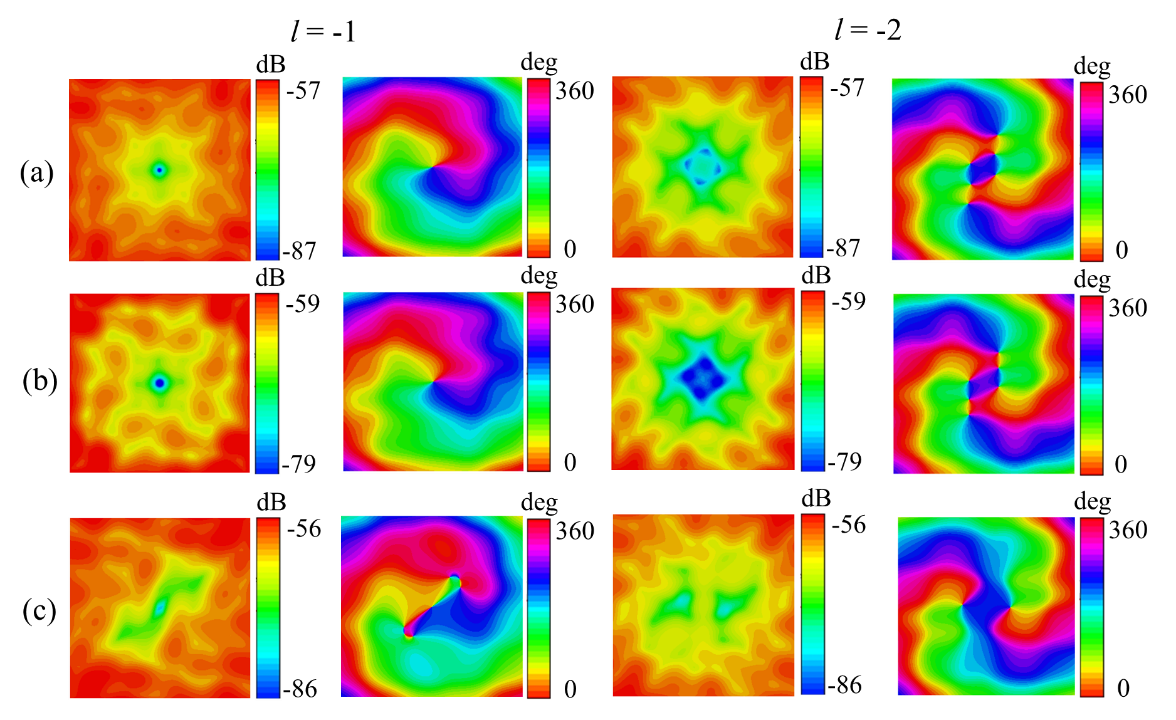 l = -1
l = -2
dB
deg
dB
deg
(a)
-57
-87
360
0
-57
-87
360
0
dB
deg
dB
deg
(b)
-59
-79
360
0
-59
-79
360
0
dB
deg
dB
deg
(c)
-56
-86
360
0
-56
-86
360
0